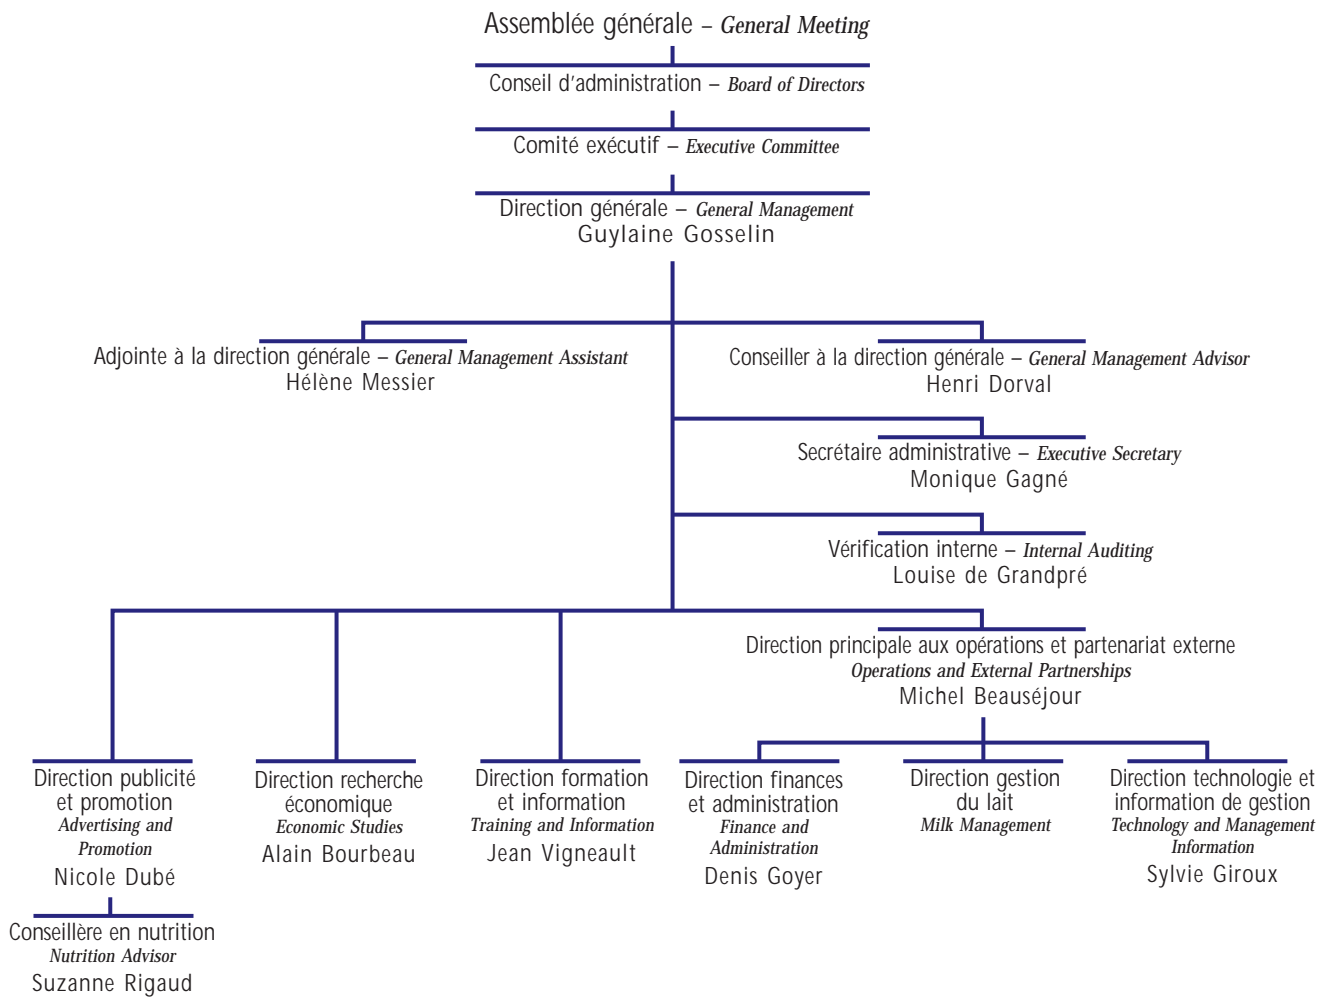 Assemblée générale – General Meeting
Conseil d'administration – Board of Directors
Comité exécutif – Executive Committee
Direction générale – General Management
Guylaine Gosselin
Adjointe à la direction générale – General Management Assistant
Hélène Messier
Conseiller à la direction générale – General Management Advisor
Henri Dorval
Secrétaire administrative – Executive Secretary
Monique Gagné
Vérification interne – Internal Auditing
Louise de Grandpré
Direction principale aux opérations et partenariat externe
Operations and External Partnerships
Michel Beauséjour
Direction publicité
et promotion
Advertising and
Promotion
Nicole Dubé
Conseillère en nutrition
Nutrition Advisor
Suzanne Rigaud
Direction recherche
économique
Economic Studies
Alain Bourbeau
Direction formation
et information
Training and Information
Jean Vigneault
Direction finances
et administration
Finance and
Administration
Denis Goyer
Direction gestion
du lait
Milk Management
Direction technologie et
information de gestion
Technology and Management
Information
Sylvie Giroux